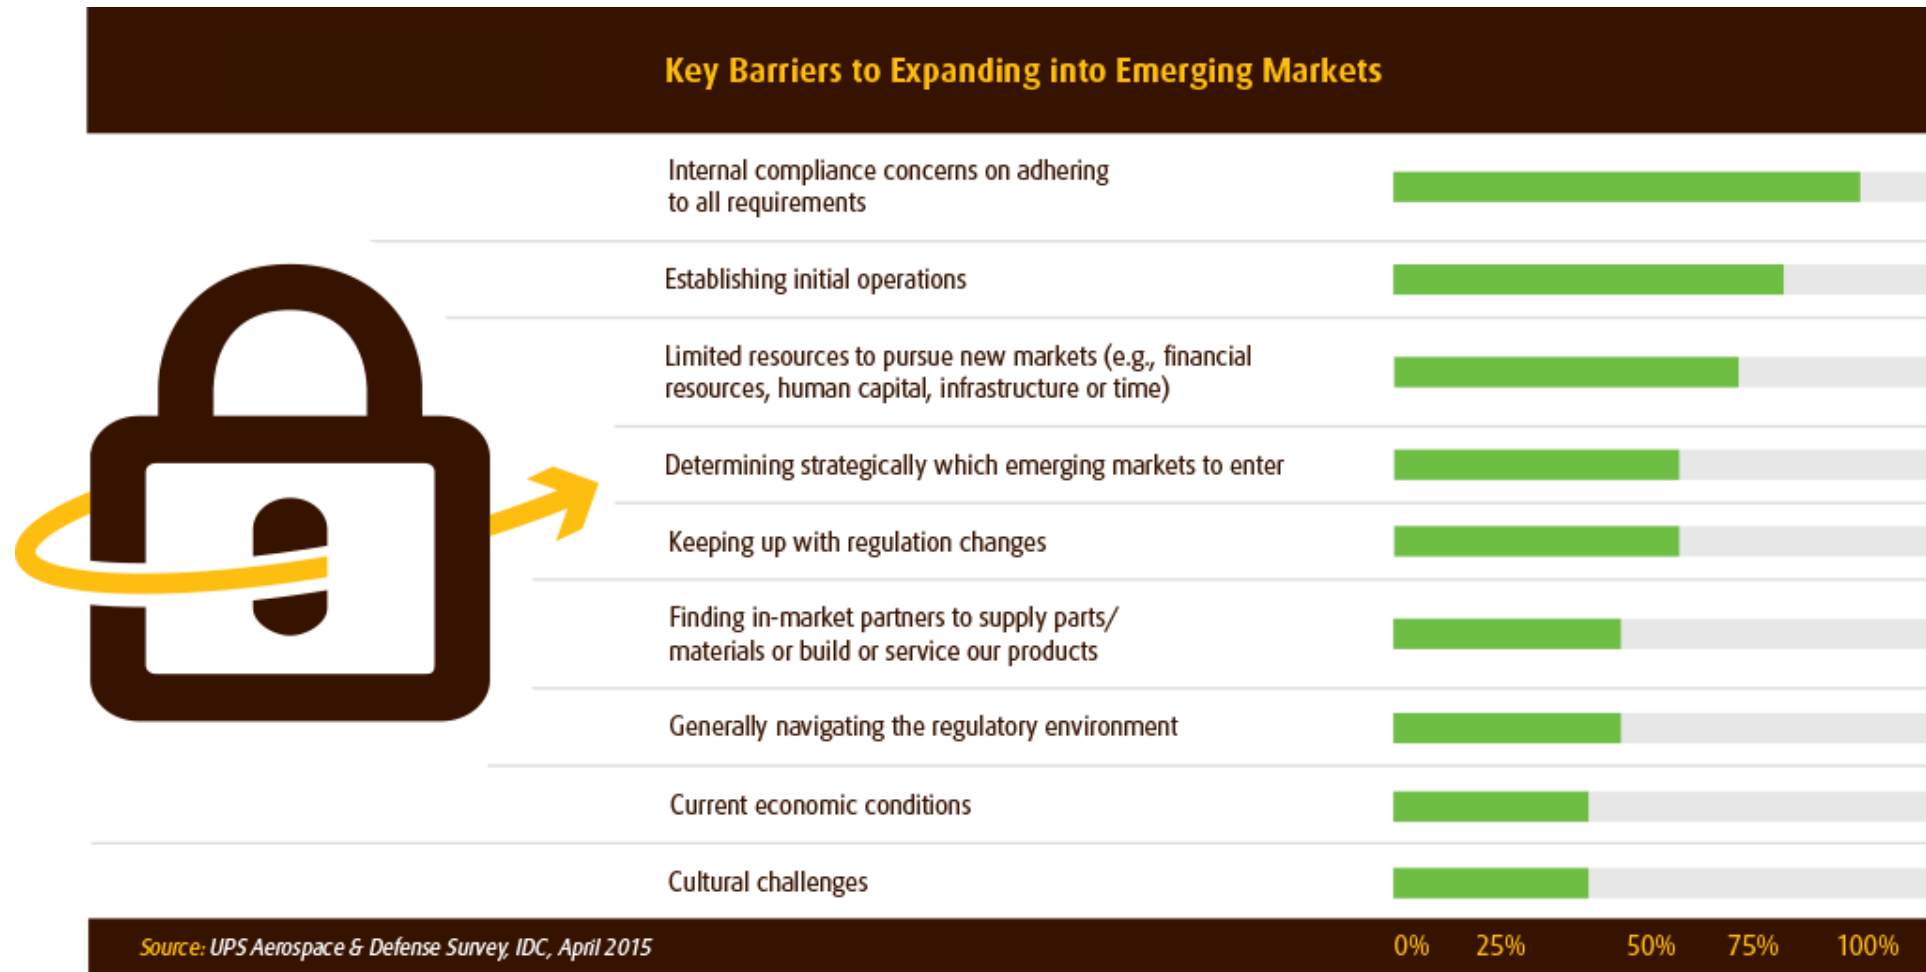 Key Barriers to Expanding into Emerging Markets
Internal compliance concerns on adhering
to all requirements
Establishing initial operations
Limited resources to pursue new markets (e.g., financial
resources, human capital, infrastructure or time)
Determining strategically which emerging markets to enter
Keeping up with regulation changes
Finding in-market partners to supply parts/
materials or build or service our products
Generally navigating the regulatory environment
Current economic conditions
Cultural challenges
Source: UPS Aerospace & Defense Survey, IDC, April 2015
0% 25% 50% 75% 100%